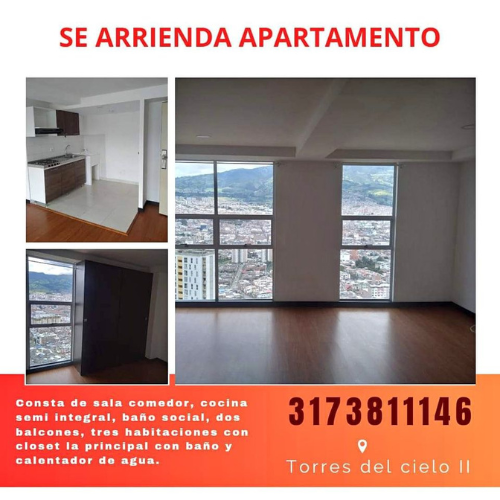 SE ARRIENDA APARTAMENTO
Consta de sala comedor, cocina
semi integral, baño social, dos
balcones, tres habitaciones con
closet la principal con baño y
calentador de agua.
3173811146
Torres del cielo II